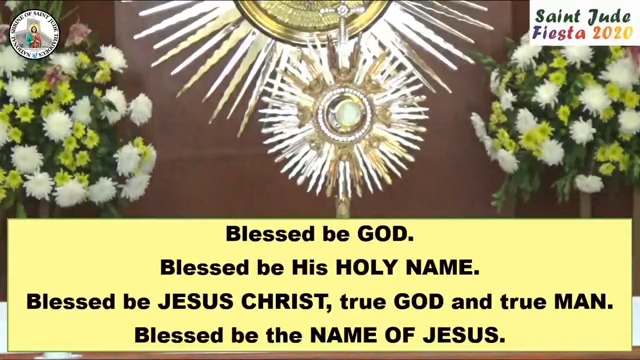 Saint Jude
Fiesta 2020
Blessed be GOD.
Blessed be His HOLY NAME.
Blessed be JESUS CHRIST, true GOD and true MAN.
Blessed be the NAME OF JESUS.